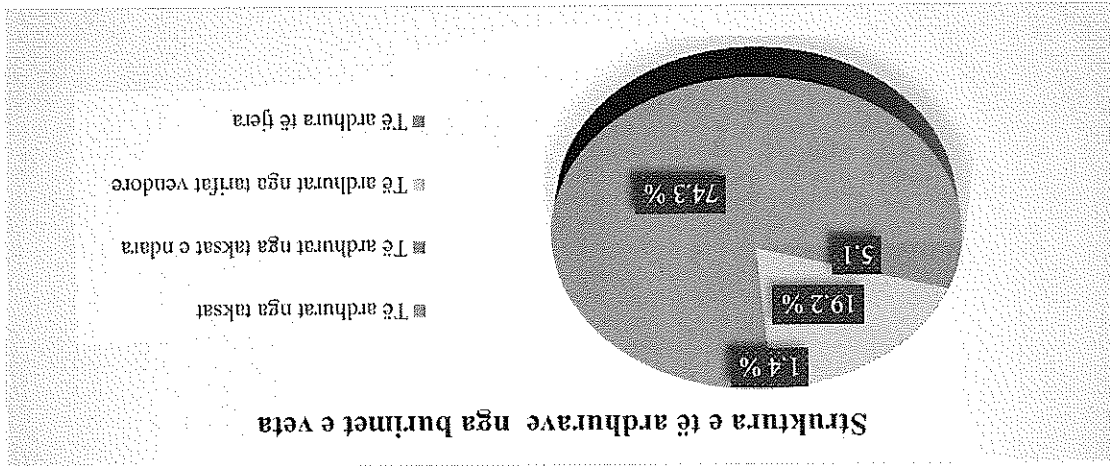 Struktura e të ardhurave nga burimet e veta
1.4 %
19.2 %
5.1
74.3 %
Të ardhurat nga taksat
Të ardhurat nga taksat e ndara
Të ardhurat nga tarifat vendore
Të ardhura të tjera